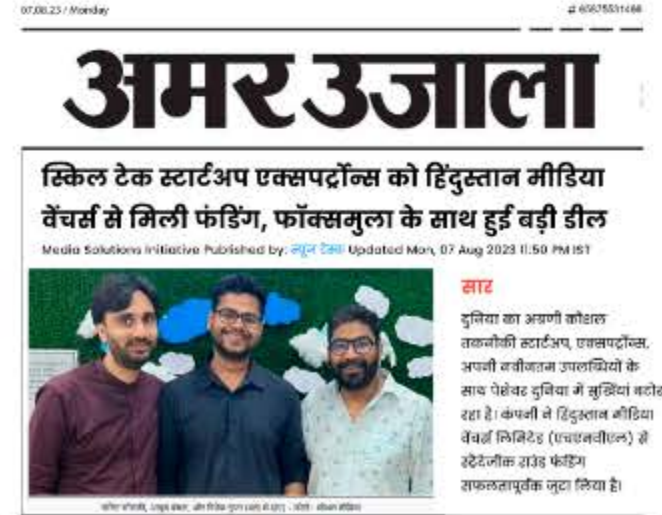 07.08.23 / Monday
अमर उजाला
स्किल टेक स्टार्टअप एक्सपर्ट्रोन्स को हिंदुस्तान मीडिया
वेंचर्स से मिली फंडिंग, फॉक्समुला के साथ हुई बड़ी डील
Media Solutions Initiative Published by: न्यूज डेस्क Updated Mon, 07 Aug 2023 11:50 PM IST
सार
दुनिया का अग्रणी कौशल
तकनीकी स्टार्टअप, एक्सपर्ट्रोन्स,
अपनी नवीनतम उपलब्धियों के
साथ पेशेवर दुनिया में सुर्खियां बटोर
रहा है। कंपनी ने हिंदुस्तान मीडिया
वेंचर्स लिमिटेड (एचएमवीएल) से
स्ट्रेटेजीक राउंड फंडिंग
सफलतापूर्वक जुटा लिया है।